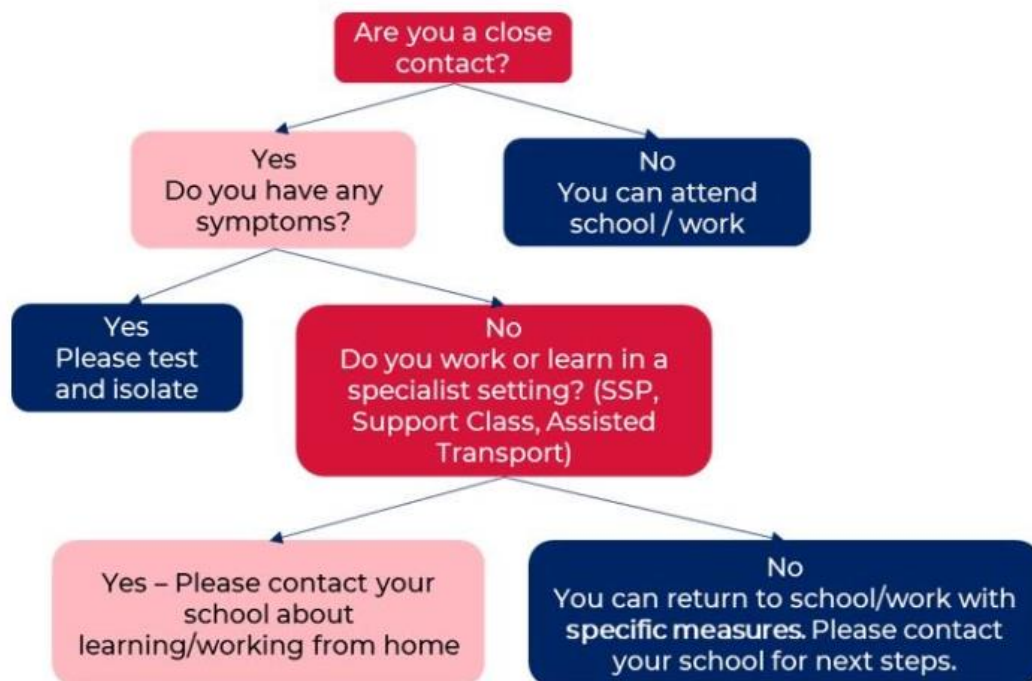 Are you a close
contact?
Yes
Do you have any
symptoms?
No
You can attend
school / work
Yes
Please test
and isolate
No
Do you work or learn in a
specialist setting? (SSP,
Support Class, Assisted
Transport)
Yes – Please contact your
school about
learning/working from home
No
You can return to school/work with
specific measures. Please contact
your school for next steps.